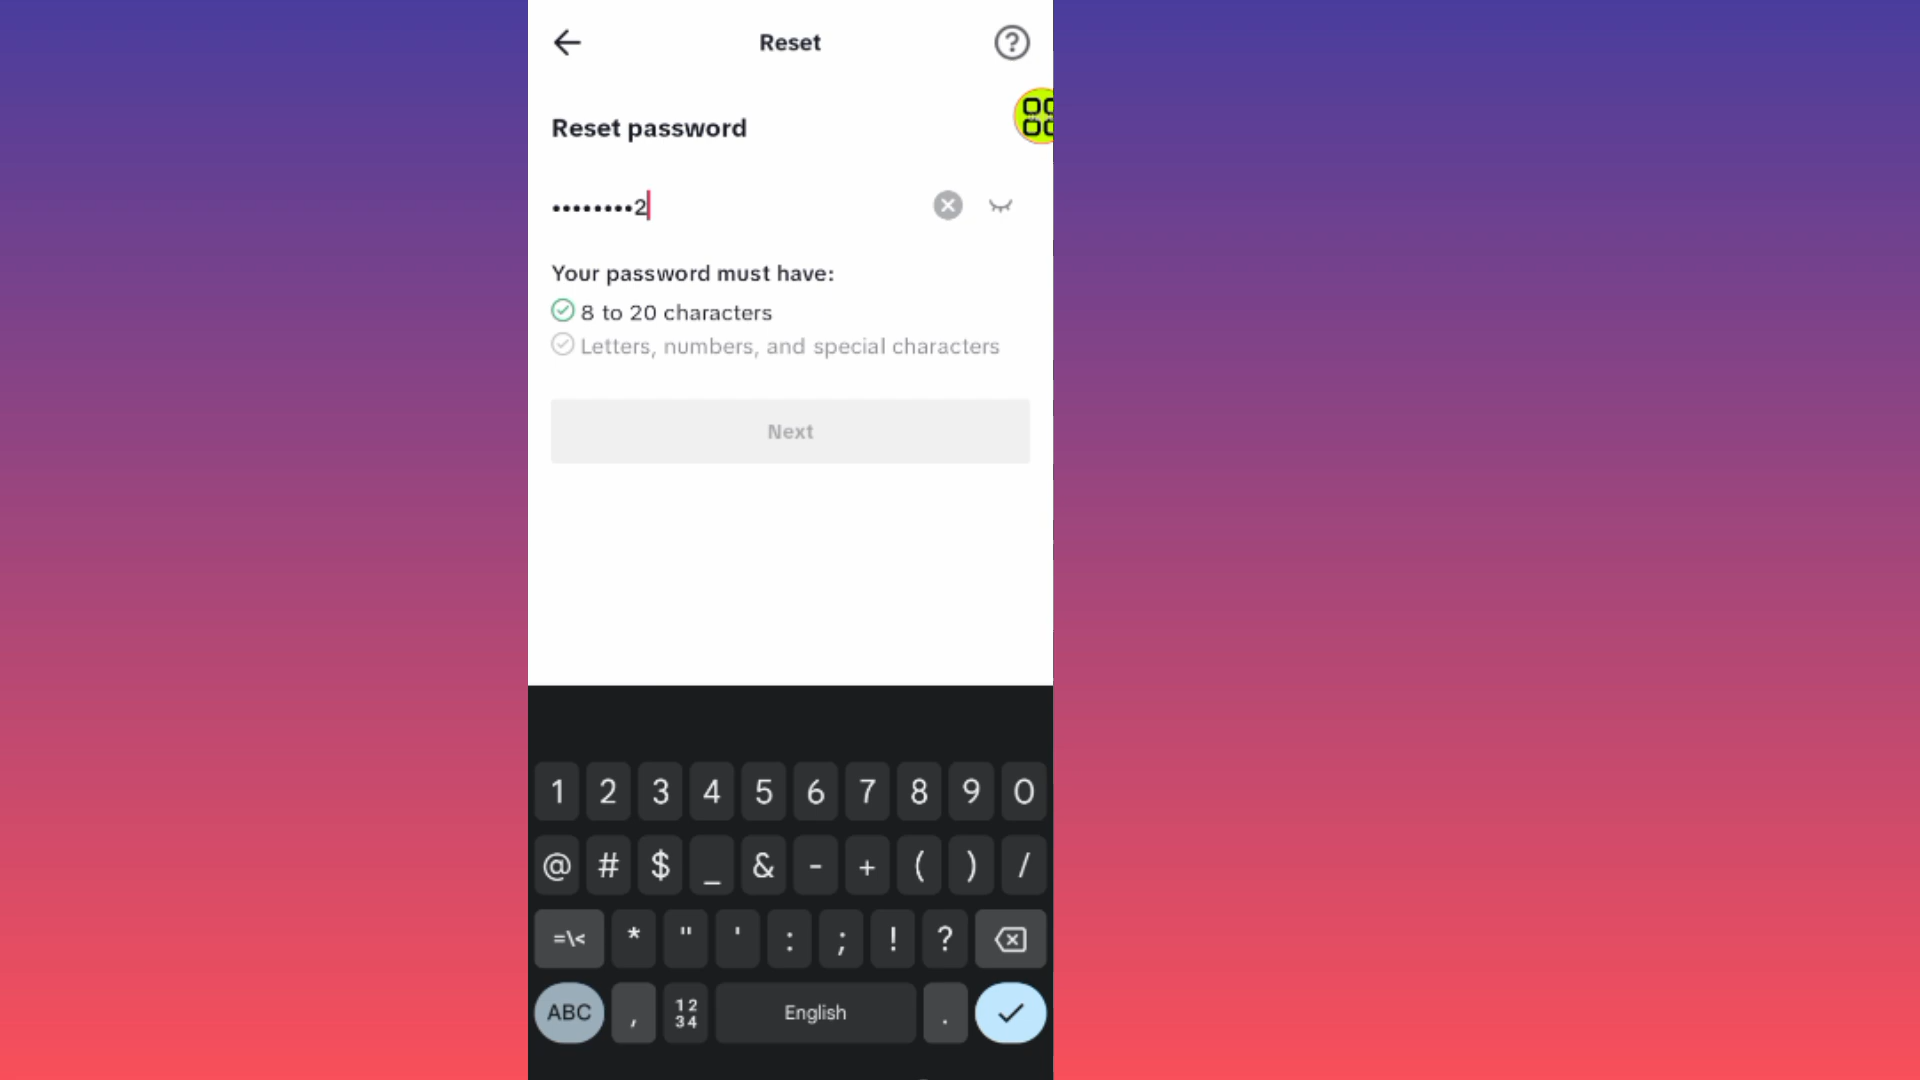 Reset
Reset password
••••••••2
Your password must have:
8 to 20 characters
Letters, numbers, and special characters
Next
1 2 3 4 5 6 7 8 9 0
@ # $ _ & - + ( ) /
=\< * " ' : ; ! ?
ABC , 12 34 English .